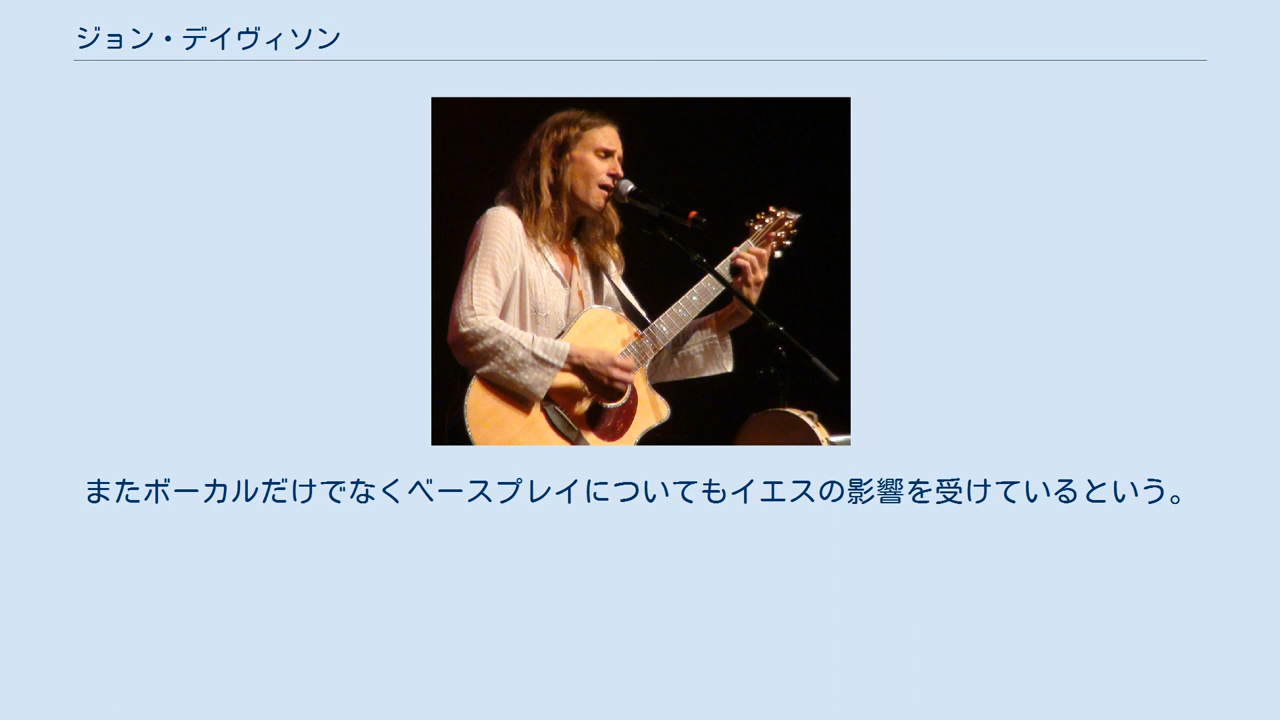 ジョン・デイヴィソン
またボーカルだけでなくベースプレイについてもイエスの影響を受けているという。